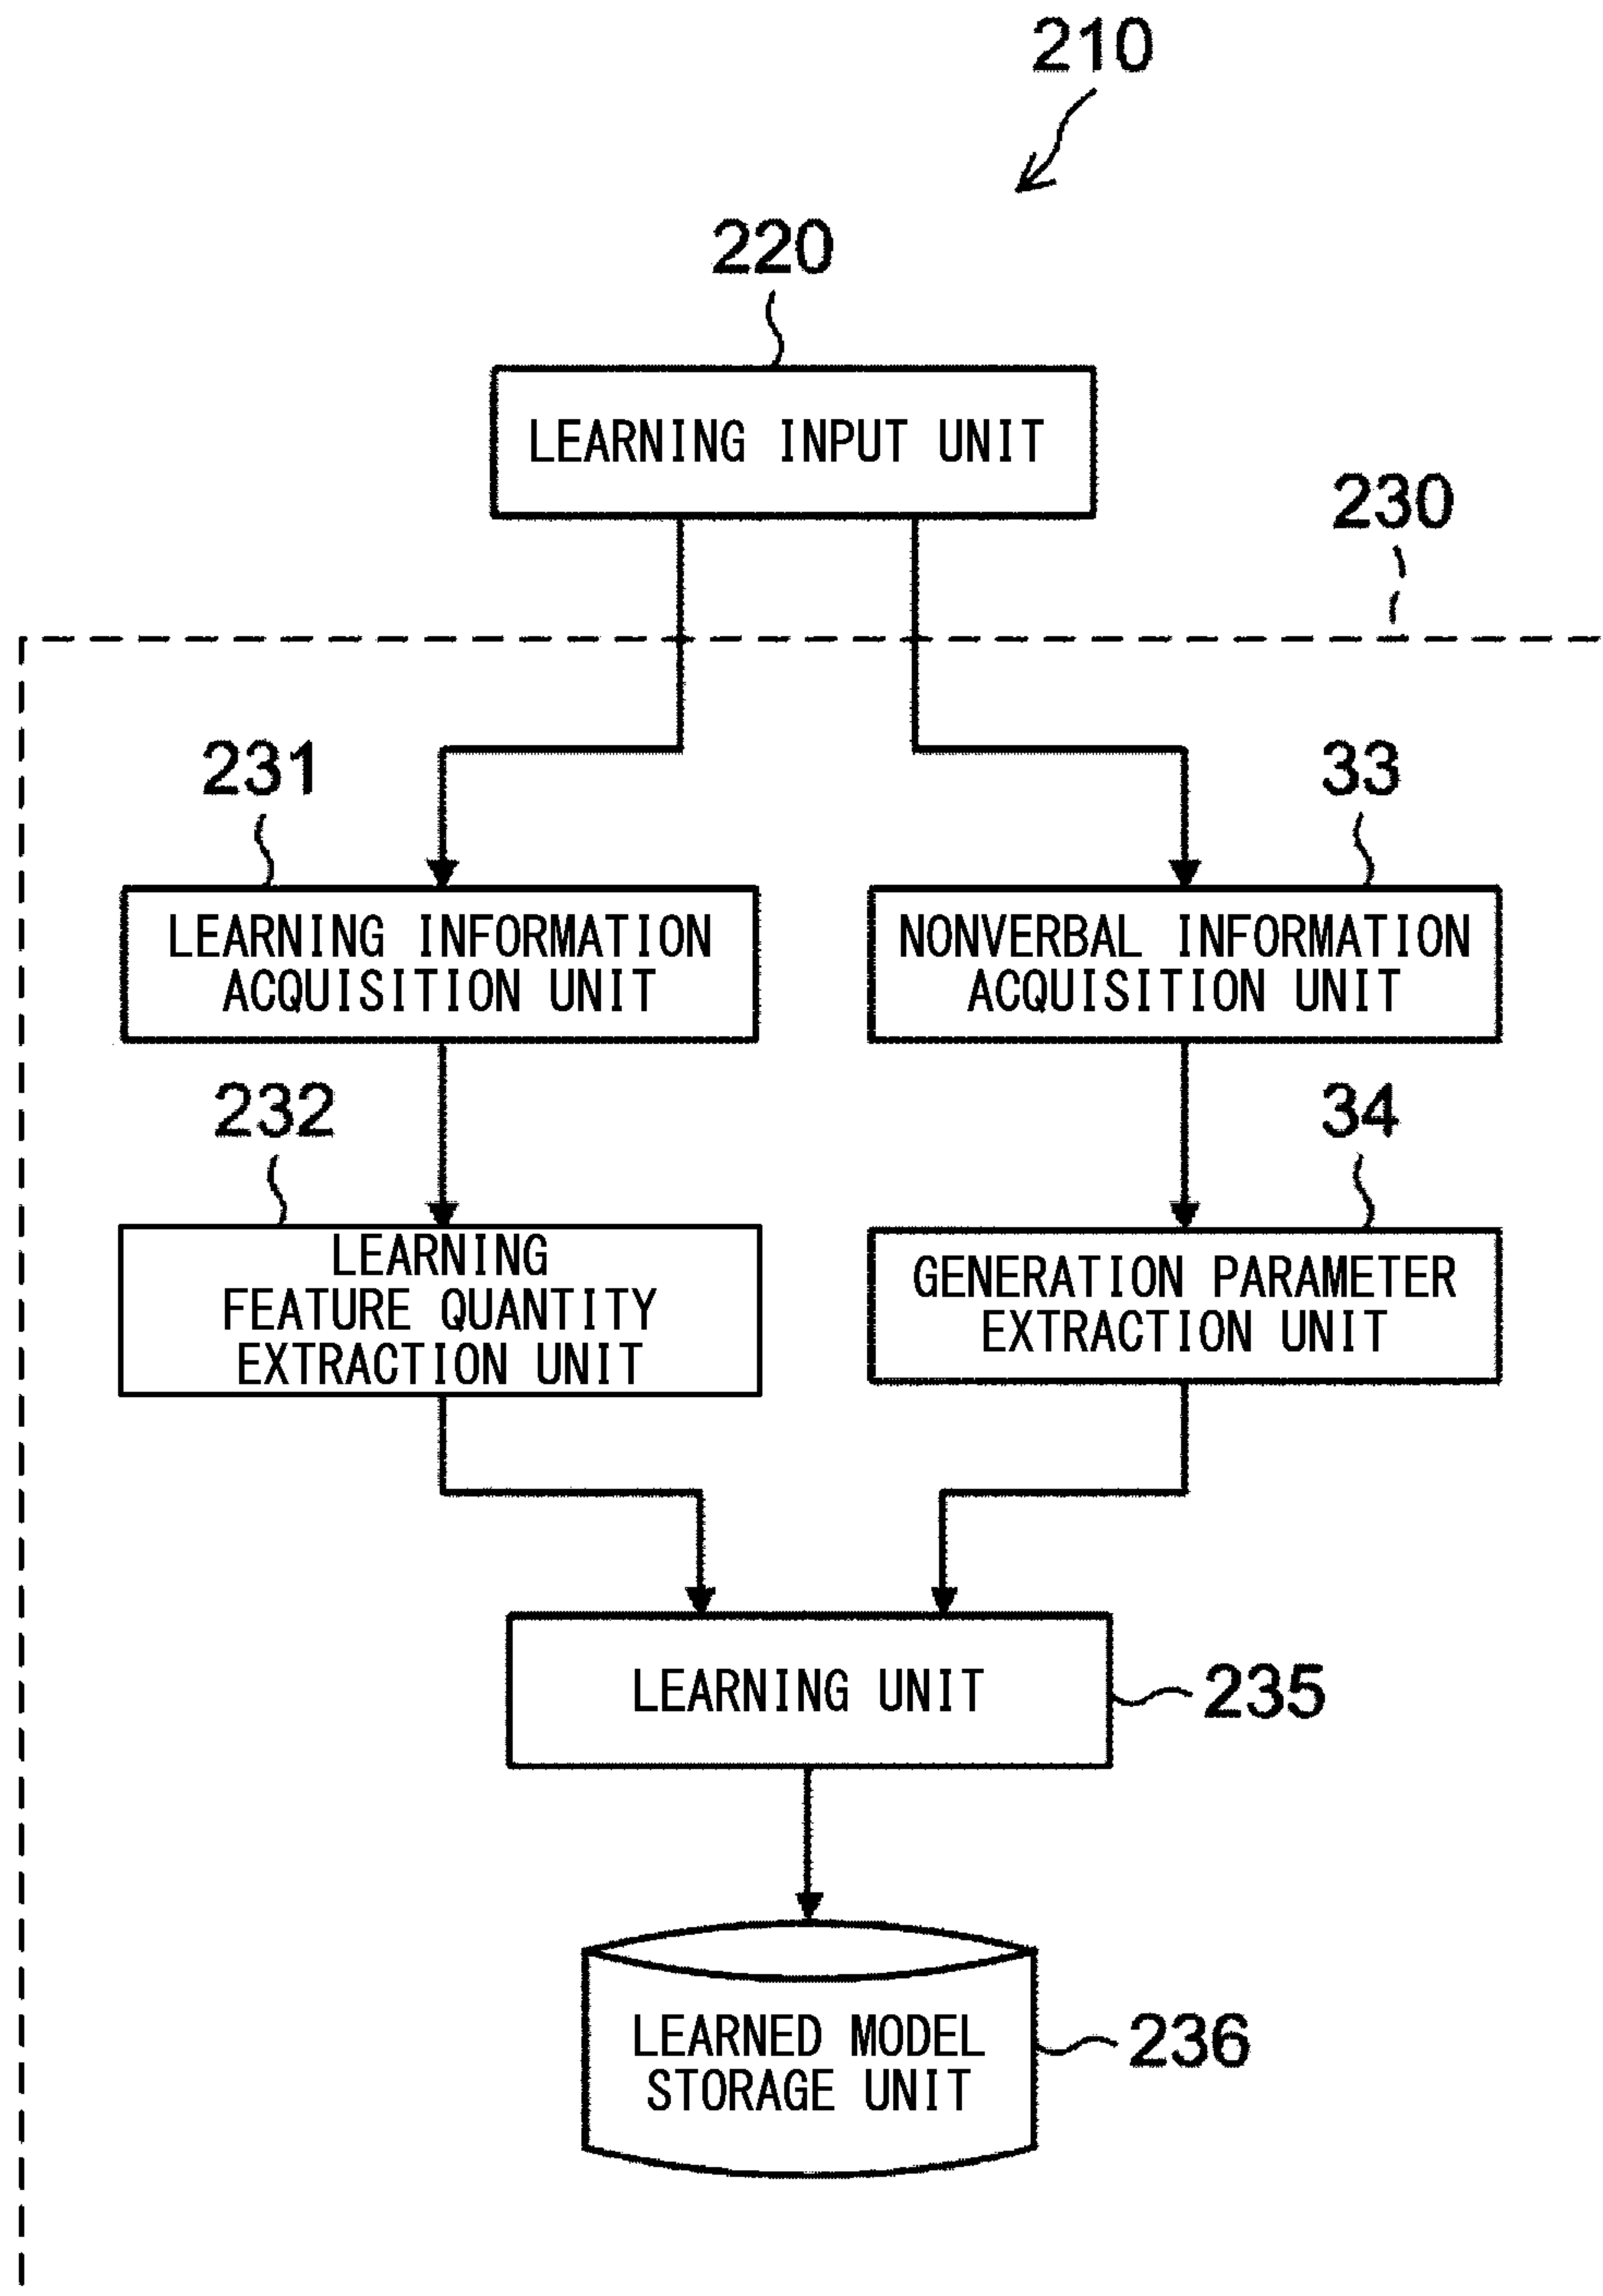 210
220
LEARNING INPUT UNIT
230
231
33
LEARNING INFORMATION
ACQUISITION UNIT
NONVERBAL INFORMATION
ACQUISITION UNIT
232
34
LEARNING
FEATURE QUANTITY
EXTRACTION UNIT
GENERATION PARAMETER
EXTRACTION UNIT
LEARNING UNIT
235
LEARNED MODEL
STORAGE UNIT
236